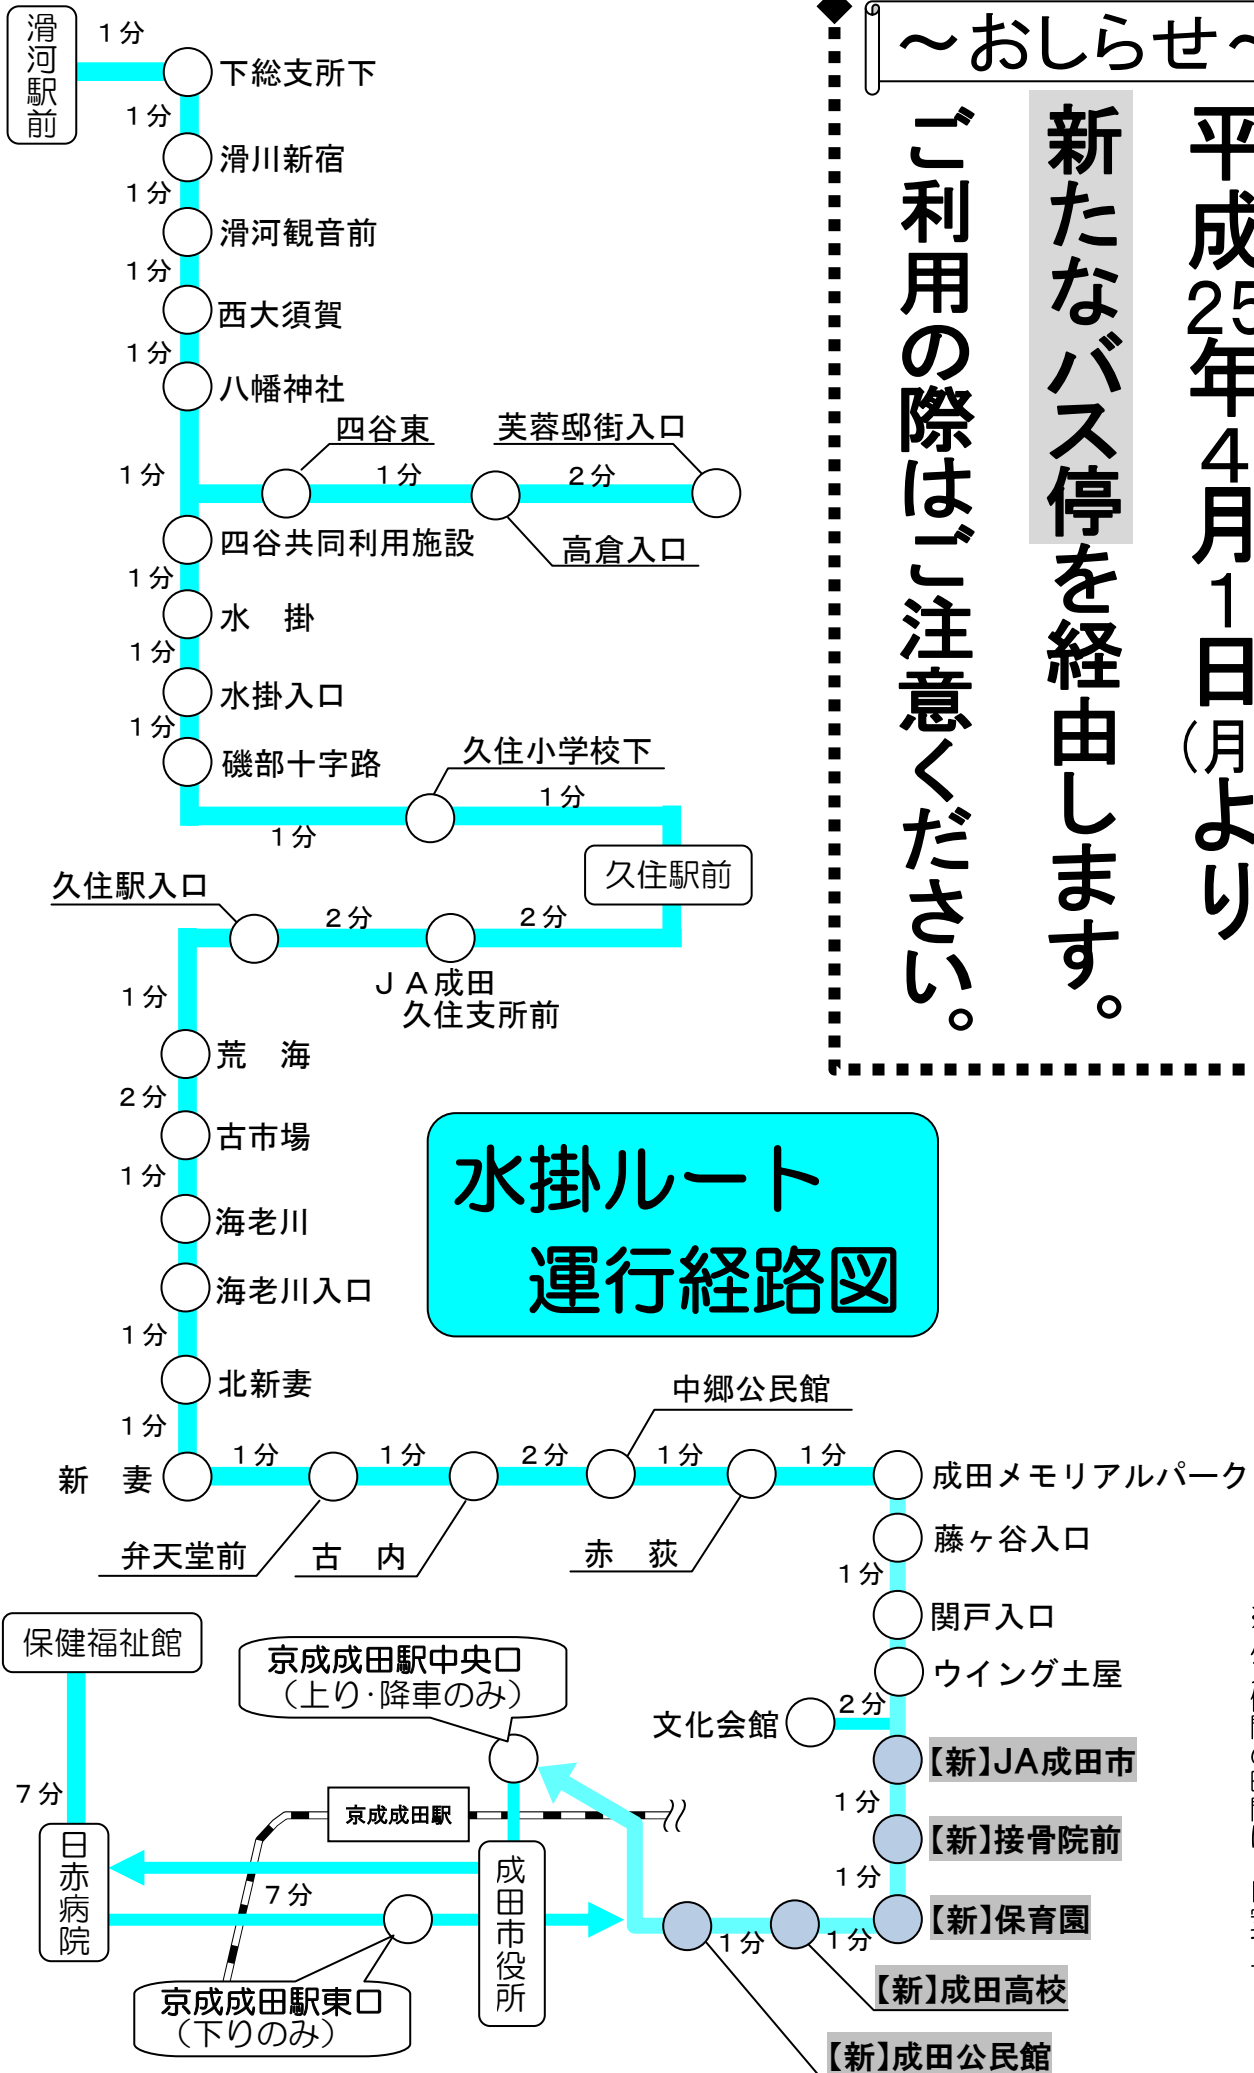 滑河駅前
1分
下総支所下
1分
滑川新宿
1分
滑河観音前
1分
西大須賀
1分
八幡神社
1分
四谷東
1分
高倉入口
2分
芙蓉邸街入口
四谷共同利用施設
1分
水　掛
1分
水掛入口
1分
磯部十字路
1分
久住小学校下
1分
久住駅前
2分
ＪＡ成田
久住支所前
2分
久住駅入口
1分
荒　海
2分
古市場
1分
海老川
海老川入口
1分
北新妻
1分
新　妻
1分
弁天堂前
1分
古　内
2分
中郷公民館
1分
赤　荻
1分
成田メモリアルパーク
藤ヶ谷入口
1分
関戸入口
ウイング土屋
2分
文化会館
【新】JA成田市
1分
【新】接骨院前
1分
【新】保育園
1分
【新】成田高校
1分
【新】成田公民館
京成成田駅中央口
（上り･降車のみ）
京成成田駅
成田市役所
7分
京成成田駅東口
（下りのみ）
日赤病院
7分
保健福祉館
水掛ルート
運行経路図
～おしらせ～
平成25年4月1日(月
より
新たなバス停を経由します。
ご利用の際はご注意ください。